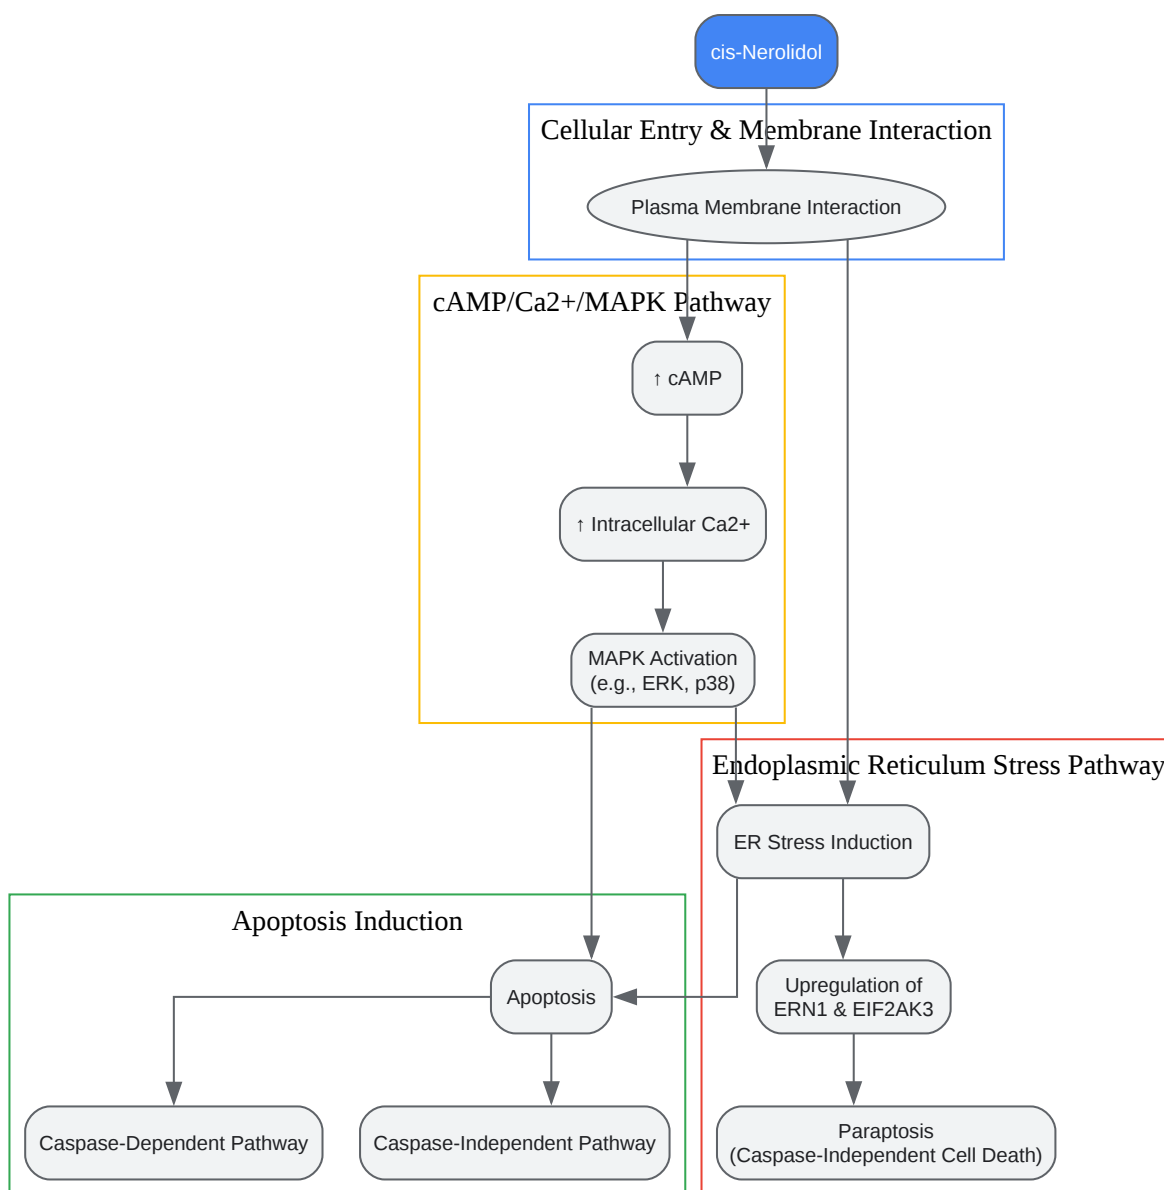 cis-Nerolidol
Cellular Entry & Membrane Interaction
Plasma Membrane Interaction
cAMP/Ca2+/MAPK Pathway
↑ cAMP
↑ Intracellular Ca2+
MAPK Activation
(e.g., ERK, p38)
Endoplasmic Reticulum Stress Pathway
ER Stress Induction
Apoptosis Induction
Apoptosis
Upregulation of
ERN1 & EIF2AK3
Caspase-Dependent Pathway
Caspase-Independent Pathway
Paraptosis
(Caspase-Independent Cell Death)